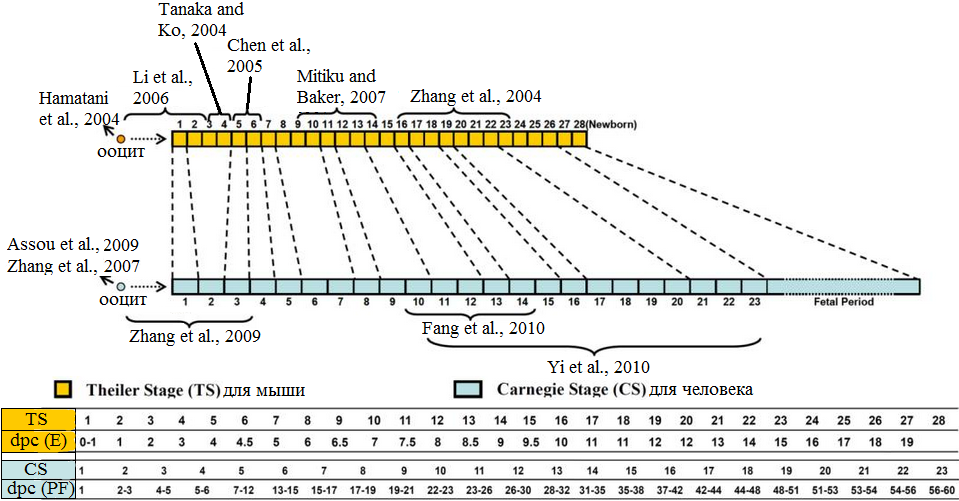 Tanaka and
Ko, 2004
Chen et al.,
2005
Li et al.,
2006
Mitiku and
Baker, 2007
Zhang et al., 2004
Hamatani
et al., 2004
ооцит
1 2 3 4 5 6 7 8 9 10 11 12 13 14 15 16 17 18 19 20 21 22 23 24 25 26 27 28(Newborn)
Assou et al., 2009
Zhang et al., 2007
ооцит
1 2 3 4 5 6 7 8 9 10 11 12 13 14 15 16 17 18 19 20 21 22 23 Fetal Period
Zhang et al., 2009
Fang et al., 2010
Yi et al., 2010
Theiler Stage (TS) для мыши
Carnegie Stage (CS) для человека
TS 1 2 3 4 5 6 7 8 9 10 11 12 13 14 15 16 17 18 19 20 21 22 23 24 25 26 27 28
dpc (E) 0-1 1 2 3 4 4.5 5 6 6.5 7 7.5 8 8.5 9 9.5 10 11 11 12 12 13 14 15 16 17 18 19
CS 1 2 3 4 5 6 7 8 9 10 11 12 13 14 15 16 17 18 19 20 21 22 23
dpc (PF) 1 2-3 4-5 5-6 7-12 13-15 15-17 17-19 19-21 22-23 23-26 26-30 28-32 31-35 35-38 37-42 42-44 44-48 48-51 51-53 53-54 54-56 56-60